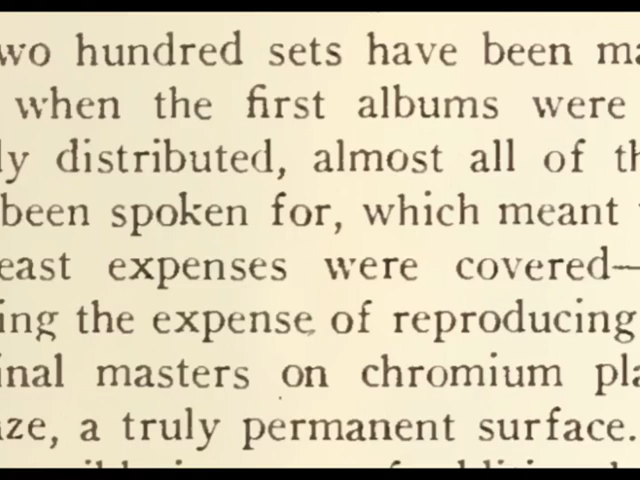 wo hundred sets have been ma
when the first albums were
ly distributed, almost all of th
been spoken for, which meant
east expenses were covered—
ing the expense of reproducing
inal masters on chromium pla
ze, a truly permanent surface.